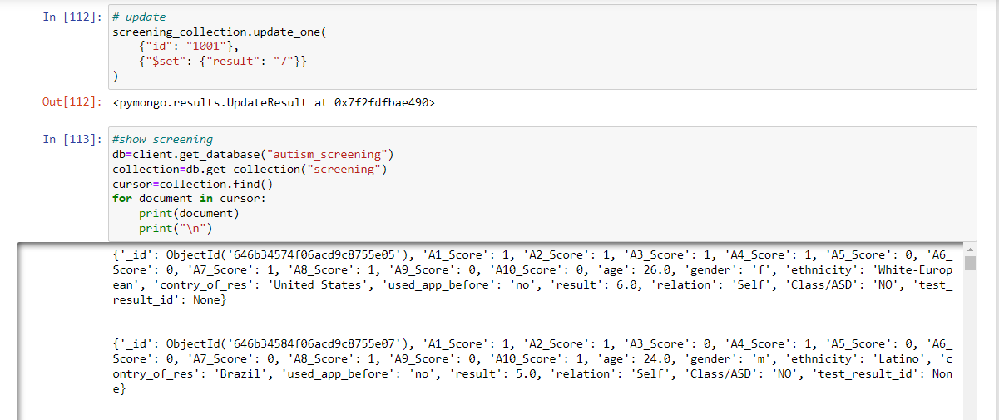 In [112]: # update
screening_collection.update_one(
    {"id": "1001"},
    {"$set": {"result": "7"}}
)
Out[112]: <pymongo.results.UpdateResult at 0x7f2fdfbae490>
In [113]: #show screening
db=client.get_database("autism_screening")
collection=db.get_collection("screening")
cursor=collection.find()
for document in cursor:
    print(document)
    print("\n")
{'_id': ObjectId('646b34574f06acd9c8755e05'), 'A1_Score': 1, 'A2_Score': 1, 'A3_Score': 1, 'A4_Score': 1, 'A5_Score': 0, 'A6_
Score': 0, 'A7_Score': 1, 'A8_Score': 1, 'A9_Score': 0, 'A10_Score': 0, 'age': 26.0, 'gender': 'f', 'ethnicity': 'White-Europ
ean', 'contry_of_res': 'United States', 'used_app_before': 'no', 'result': 6.0, 'relation': 'Self', 'Class/ASD': 'NO', 'test_
result_id': None}
{'_id': ObjectId('646b34584f06acd9c8755e07'), 'A1_Score': 1, 'A2_Score': 1, 'A3_Score': 0, 'A4_Score': 1, 'A5_Score': 0, 'A6_
Score': 0, 'A7_Score': 0, 'A8_Score': 1, 'A9_Score': 0, 'A10_Score': 1, 'age': 24.0, 'gender': 'm', 'ethnicity': 'Latino', 'c
ontry_of_res': 'Brazil', 'used_app_before': 'no', 'result': 5.0, 'relation': 'Self', 'Class/ASD': 'NO', 'test_result_id': Non
e}